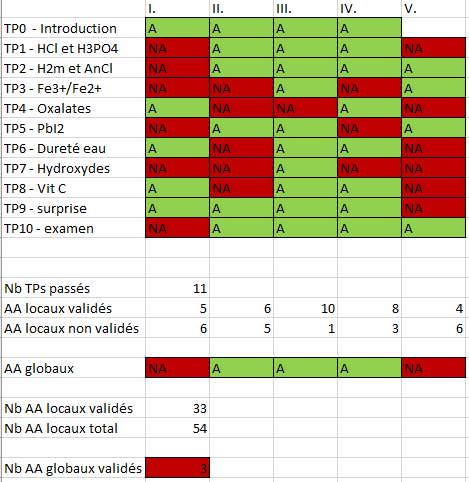 I. II. III. IV. V.
TP0 - Introduction A A A A
TP1 - HCl et H3PO4 NA A A A NA
TP2 - H2m et AnCl NA A A A A
TP3 - Fe3+/Fe2+ NA NA A NA A
TP4 - Oxalates A NA NA A A
TP5 - PbI2 NA A A NA A
TP6 - Dureté eau A NA A A NA
TP7 - Hydroxydes NA NA A NA NA
TP8 - Vit C A NA A A NA
TP9 - surprise A A A A NA
TP10 - examen NA A A A A
Nb TPs passés 11
AA locaux validés 5 6 10 8 4
AA locaux non validés 6 5 1 3 6
AA globaux NA A A A NA
Nb AA locaux validés 33
Nb AA locaux total 54
Nb AA globaux validés 3